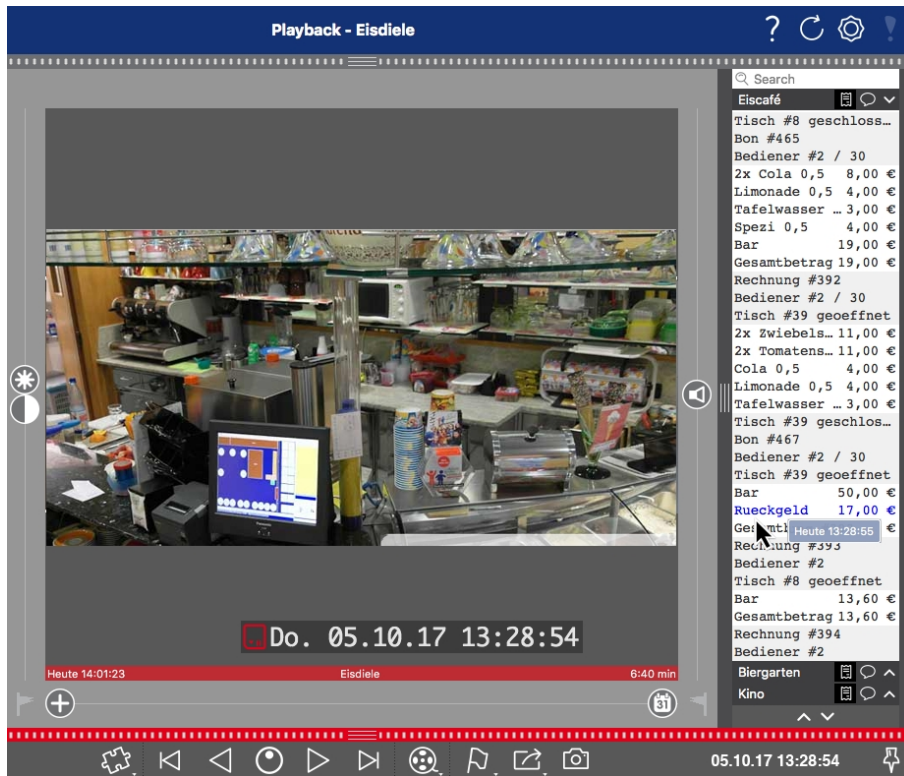 Playback - Eisdiele
Search
Eiscafé
Tisch #8 geschloss…
Bon #465
Bediener #2 / 30
2x Cola 0,5 8,00 €
Limonade 0,5 4,00 €
Tafelwasser … 3,00 €
Spezi 0,5 4,00 €
Bar 19,00 €
Gesamtbetrag 19,00 €
Rechnung #392
Bediener #2 / 30
Tisch #39 geoeffnet
2x Zwiebels… 11,00 €
2x Tomatens… 11,00 €
Cola 0,5 4,00 €
Limonade 0,5 4,00 €
Tafelwasser … 3,00 €
Tisch #39 geschlos…
Bon #467
Bediener #2 / 30
Tisch #39 geoeffnet
Bar 50,00 €
Rueckgeld 17,00 €
€
Heute 13:28:55
Rechnung #393
Bediener #2
Tisch #8 geoeffnet
Bar 13,60 €
Gesamtbetrag 13,60 €
Rechnung #394
Bediener #2
Biergarten
Kino
Do. 05.10.17 13:28:54
Heute 14:01:23 Eisdiele 6:40 min
31
05.10.17 13:28:54